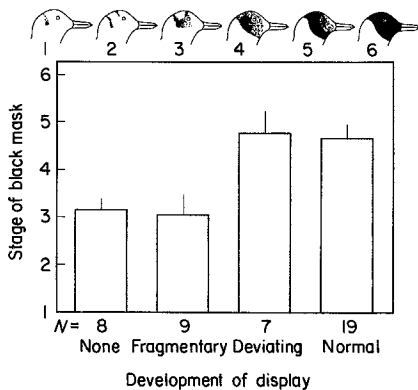 1 2 3 4 5 6
Stage of black mask
6
5
4
3
2
1
N = 8 9 7 19
None Fragmentary Deviating Normal
Development of display